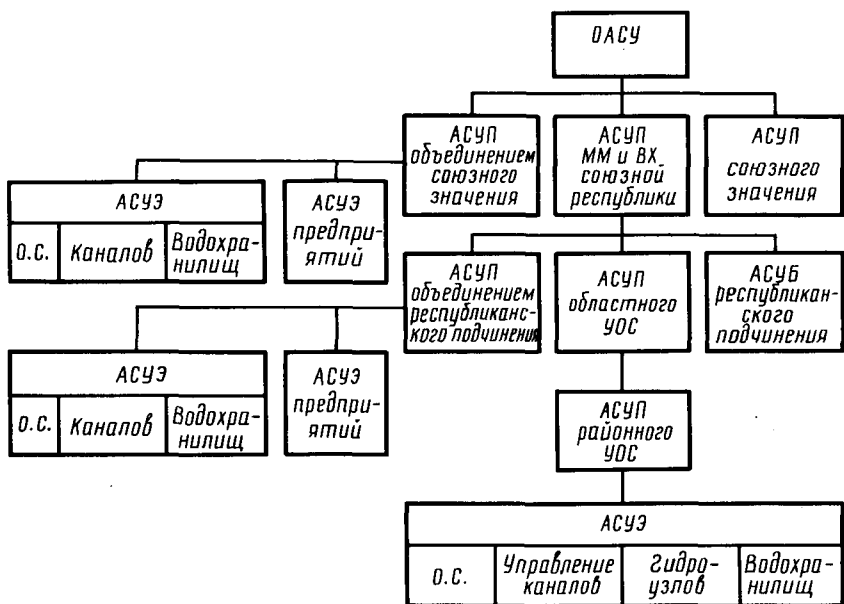 ОАСУ
АСУП
объединением
союзного
значения
АСУП
ММ и ВХ
союзной
республики
АСУП
союзного
значения
АСУЭ
О.С.
Каналов
Водохра-
нилищ
АСУЭ
предпри-
ятий
АСУП
объединением
республиканс-
кого подчинения
АСУП
областного
УОС
АСУБ
республикан-
ского
подчинения
АСУЭ
О.С.
Каналов
Водохра-
нилищ
АСУЭ
предпри-
ятий
АСУП
районного
УОС
АСУЭ
О.С.
Управление
каналов
Гидро-
узлов
Водохра-
нилищ